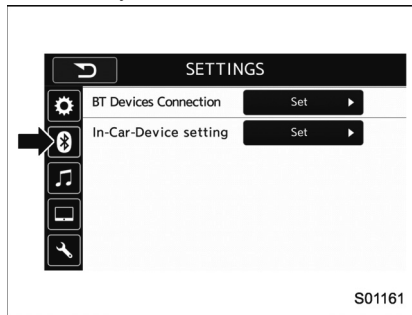 SETTINGS
BT Devices Connection Set
In-Car-Device setting Set
S01161